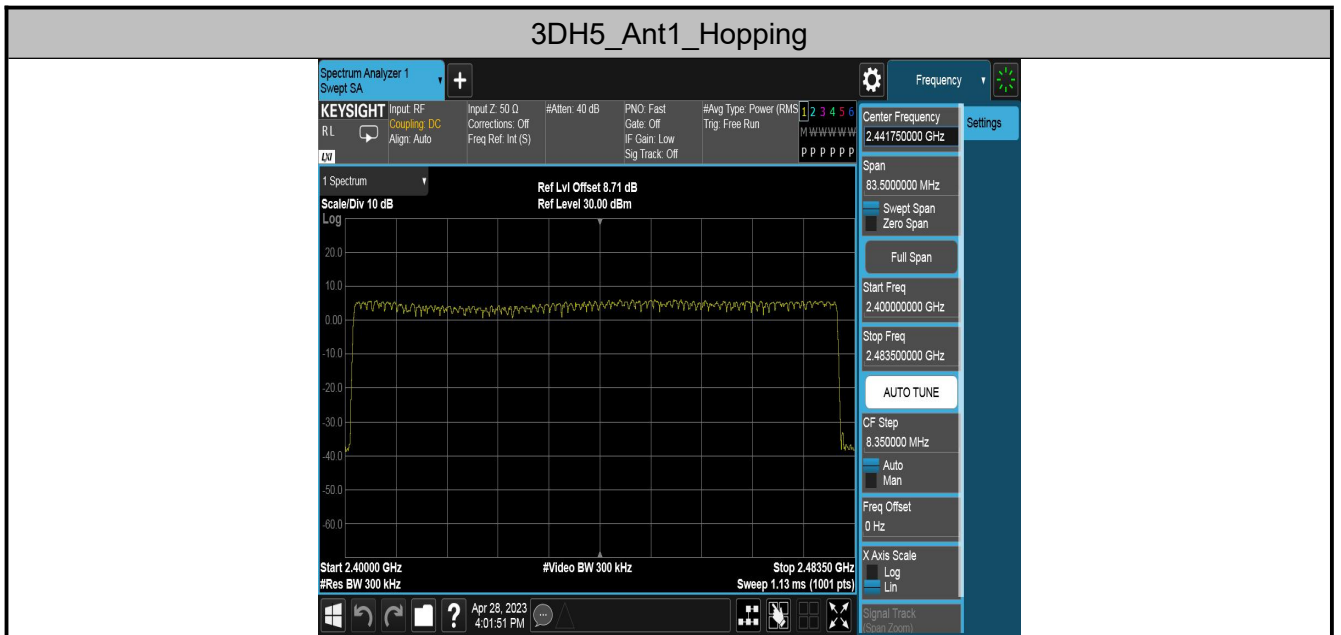 3DH5_Ant1_Hopping
Spectrum Analyzer 1
Swept SA
+
Frequency
KEYSIGHT
RL
LXI
Input: RF
Coupling: DC
Align: Auto
Input Z: 50 Ω
Corrections: Off
Freq Ref: Int (S)
#Atten: 40 dB
PNO: Fast
Gate: Off
IF Gain: Low
Sig Track: Off
#Avg Type: Power (RMS
Trig: Free Run
1 2 3 4 5 6
M W W W W W
P P P P P P
1 Spectrum
Scale/Div 10 dB
Log
Ref Lvl Offset 8.71 dB
Ref Level 30.00 dBm
20.0
10.0
0.00
-10.0
-20.0
-30.0
-40.0
-50.0
-60.0
Start 2.40000 GHz
#Res BW 300 kHz
#Video BW 300 kHz
Stop 2.48350 GHz
Sweep 1.13 ms (1001 pts)
?
Apr 28, 2023
4:01:51 PM
Center Frequency
2.441750000 GHz
Settings
Span
83.5000000 MHz
Swept Span
Zero Span
Full Span
Start Freq
2.400000000 GHz
Stop Freq
2.483500000 GHz
AUTO TUNE
CF Step
8.350000 MHz
Auto
Man
Freq Offset
0 Hz
X Axis Scale
Log
Lin
Signal Track
(Span Zoom)